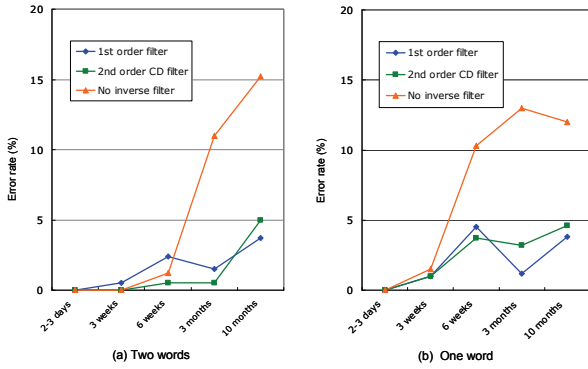 20
15
10
5
0
Error rate (%)
1st order filter
2nd order CD filter
No inverse filter
2-3 days
3 weeks
6 weeks
3 months
10 months
(a) Two words
20
15
10
5
0
Error rate (%)
1st order filter
2nd order CD filter
No inverse filter
2-3 days
3 weeks
6 weeks
3 months
10 months
(b) One word